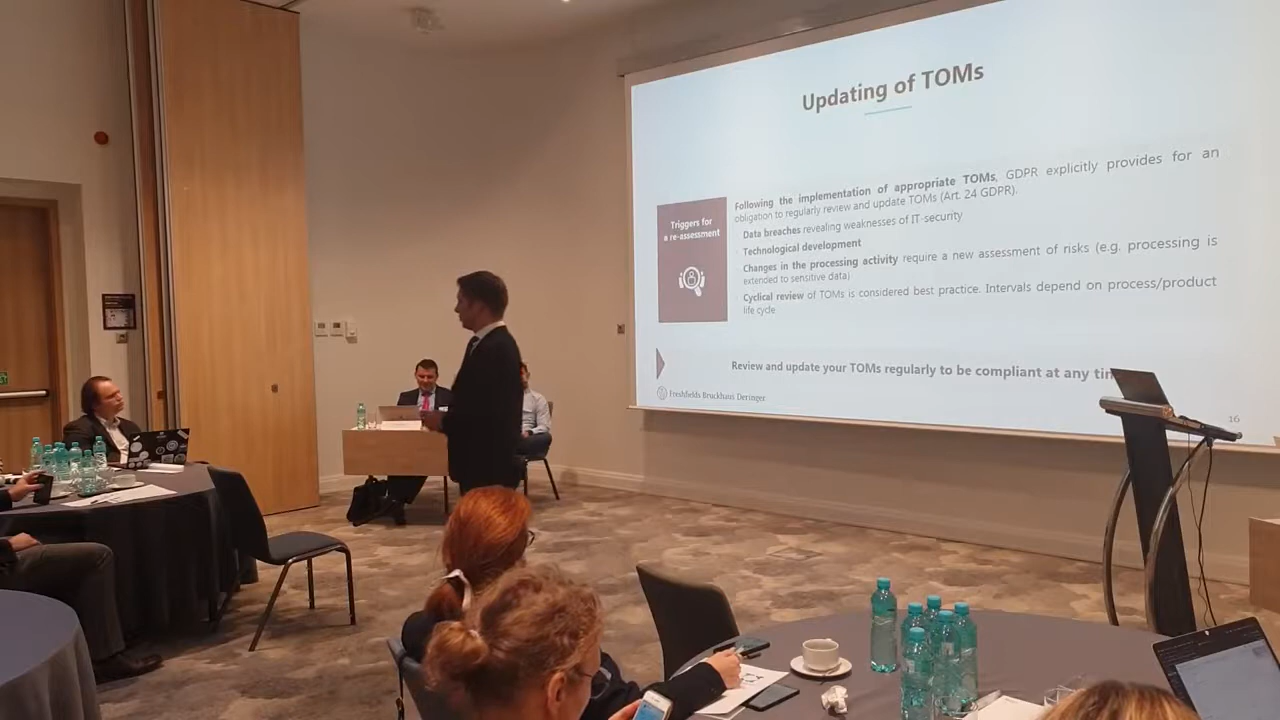 Updating of TOMs
Following the implementation of appropriate TOMs, GDPR explicitly provides for an
obligation to regularly review and update TOMs (Art. 24 GDPR).
Triggers for
a re-assessment
Data breaches revealing weaknesses of IT-security
Technological development
Changes in the processing activity require a new assessment of risks (e.g. processing is
extended to sensitive data)
Cyclical review of TOMs is considered best practice. Intervals depend on process/product
life cycle
Review and update your TOMs regularly to be compliant at any tim
Freshfields Bruckhaus Deringer
16